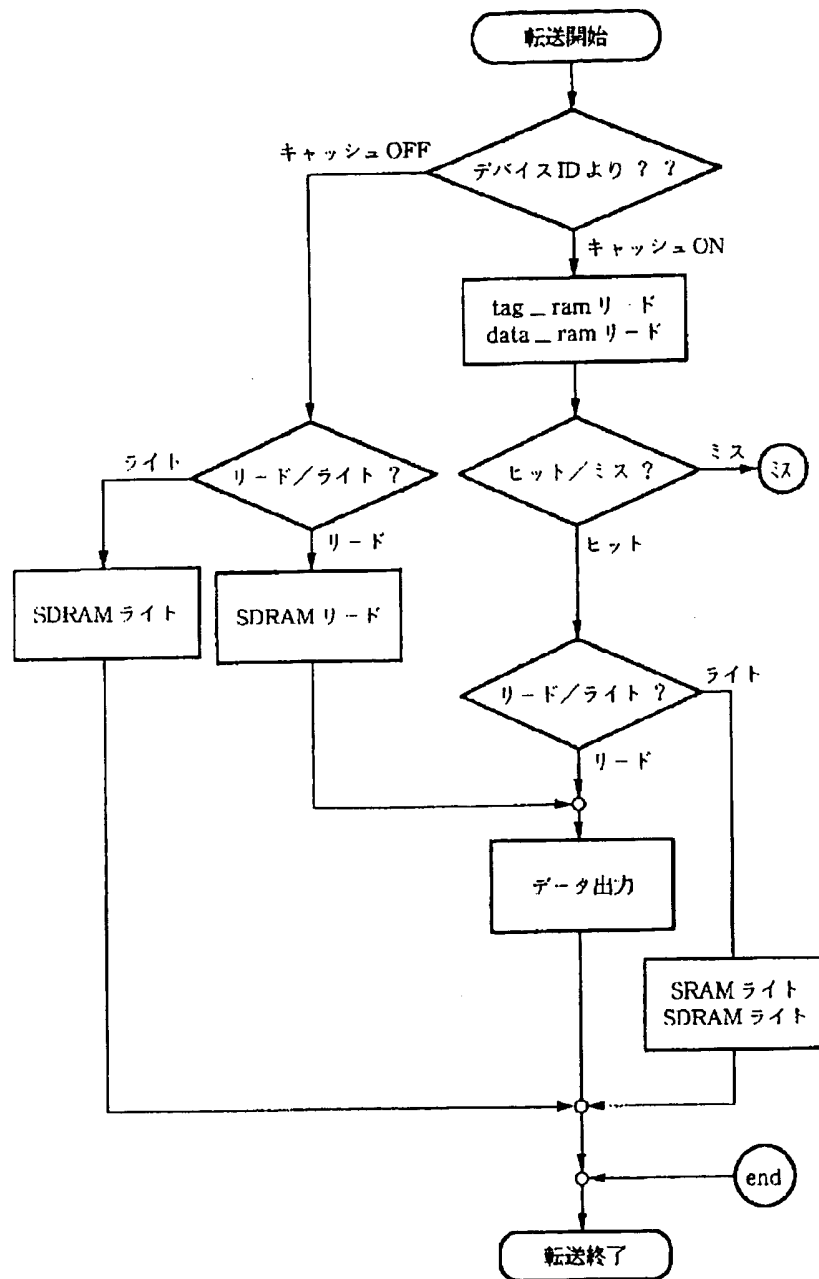 転送開始
キャッシュOFF
デバイスIDより??
キャッシュON
tag_ramリード
data_ramリード
ライト
リード/ライト?
ヒット/ミス?
ミス
ミス
リード
ヒット
SDRAMライト
SDRAMリード
リード/ライト?
ライト
リード
データ出力
SRAMライト
SDRAMライト
end
転送終了